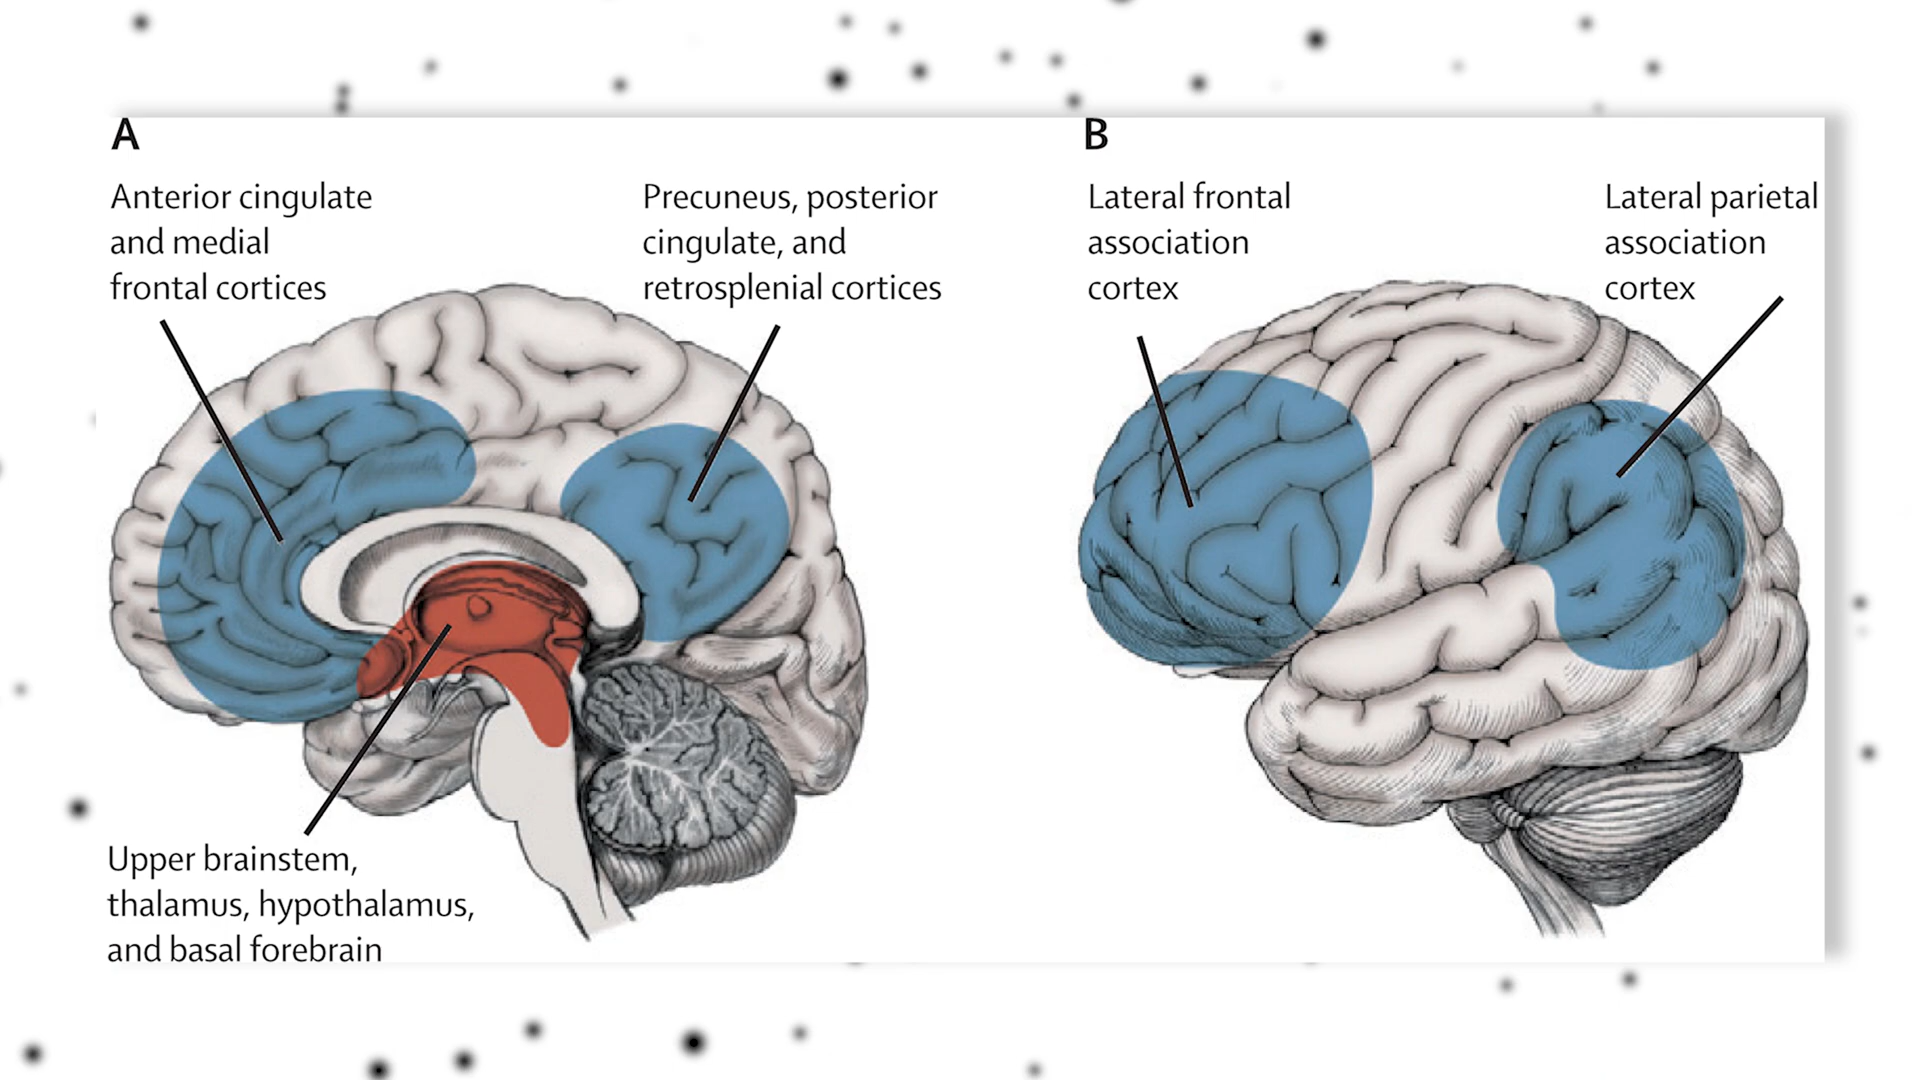 A
Anterior cingulate
and medial
frontal cortices
Precuneus, posterior
cingulate, and
retrosplenial cortices
Upper brainstem,
thalamus, hypothalamus,
and basal forebrain
B
Lateral frontal
association
cortex
Lateral parietal
association
cortex